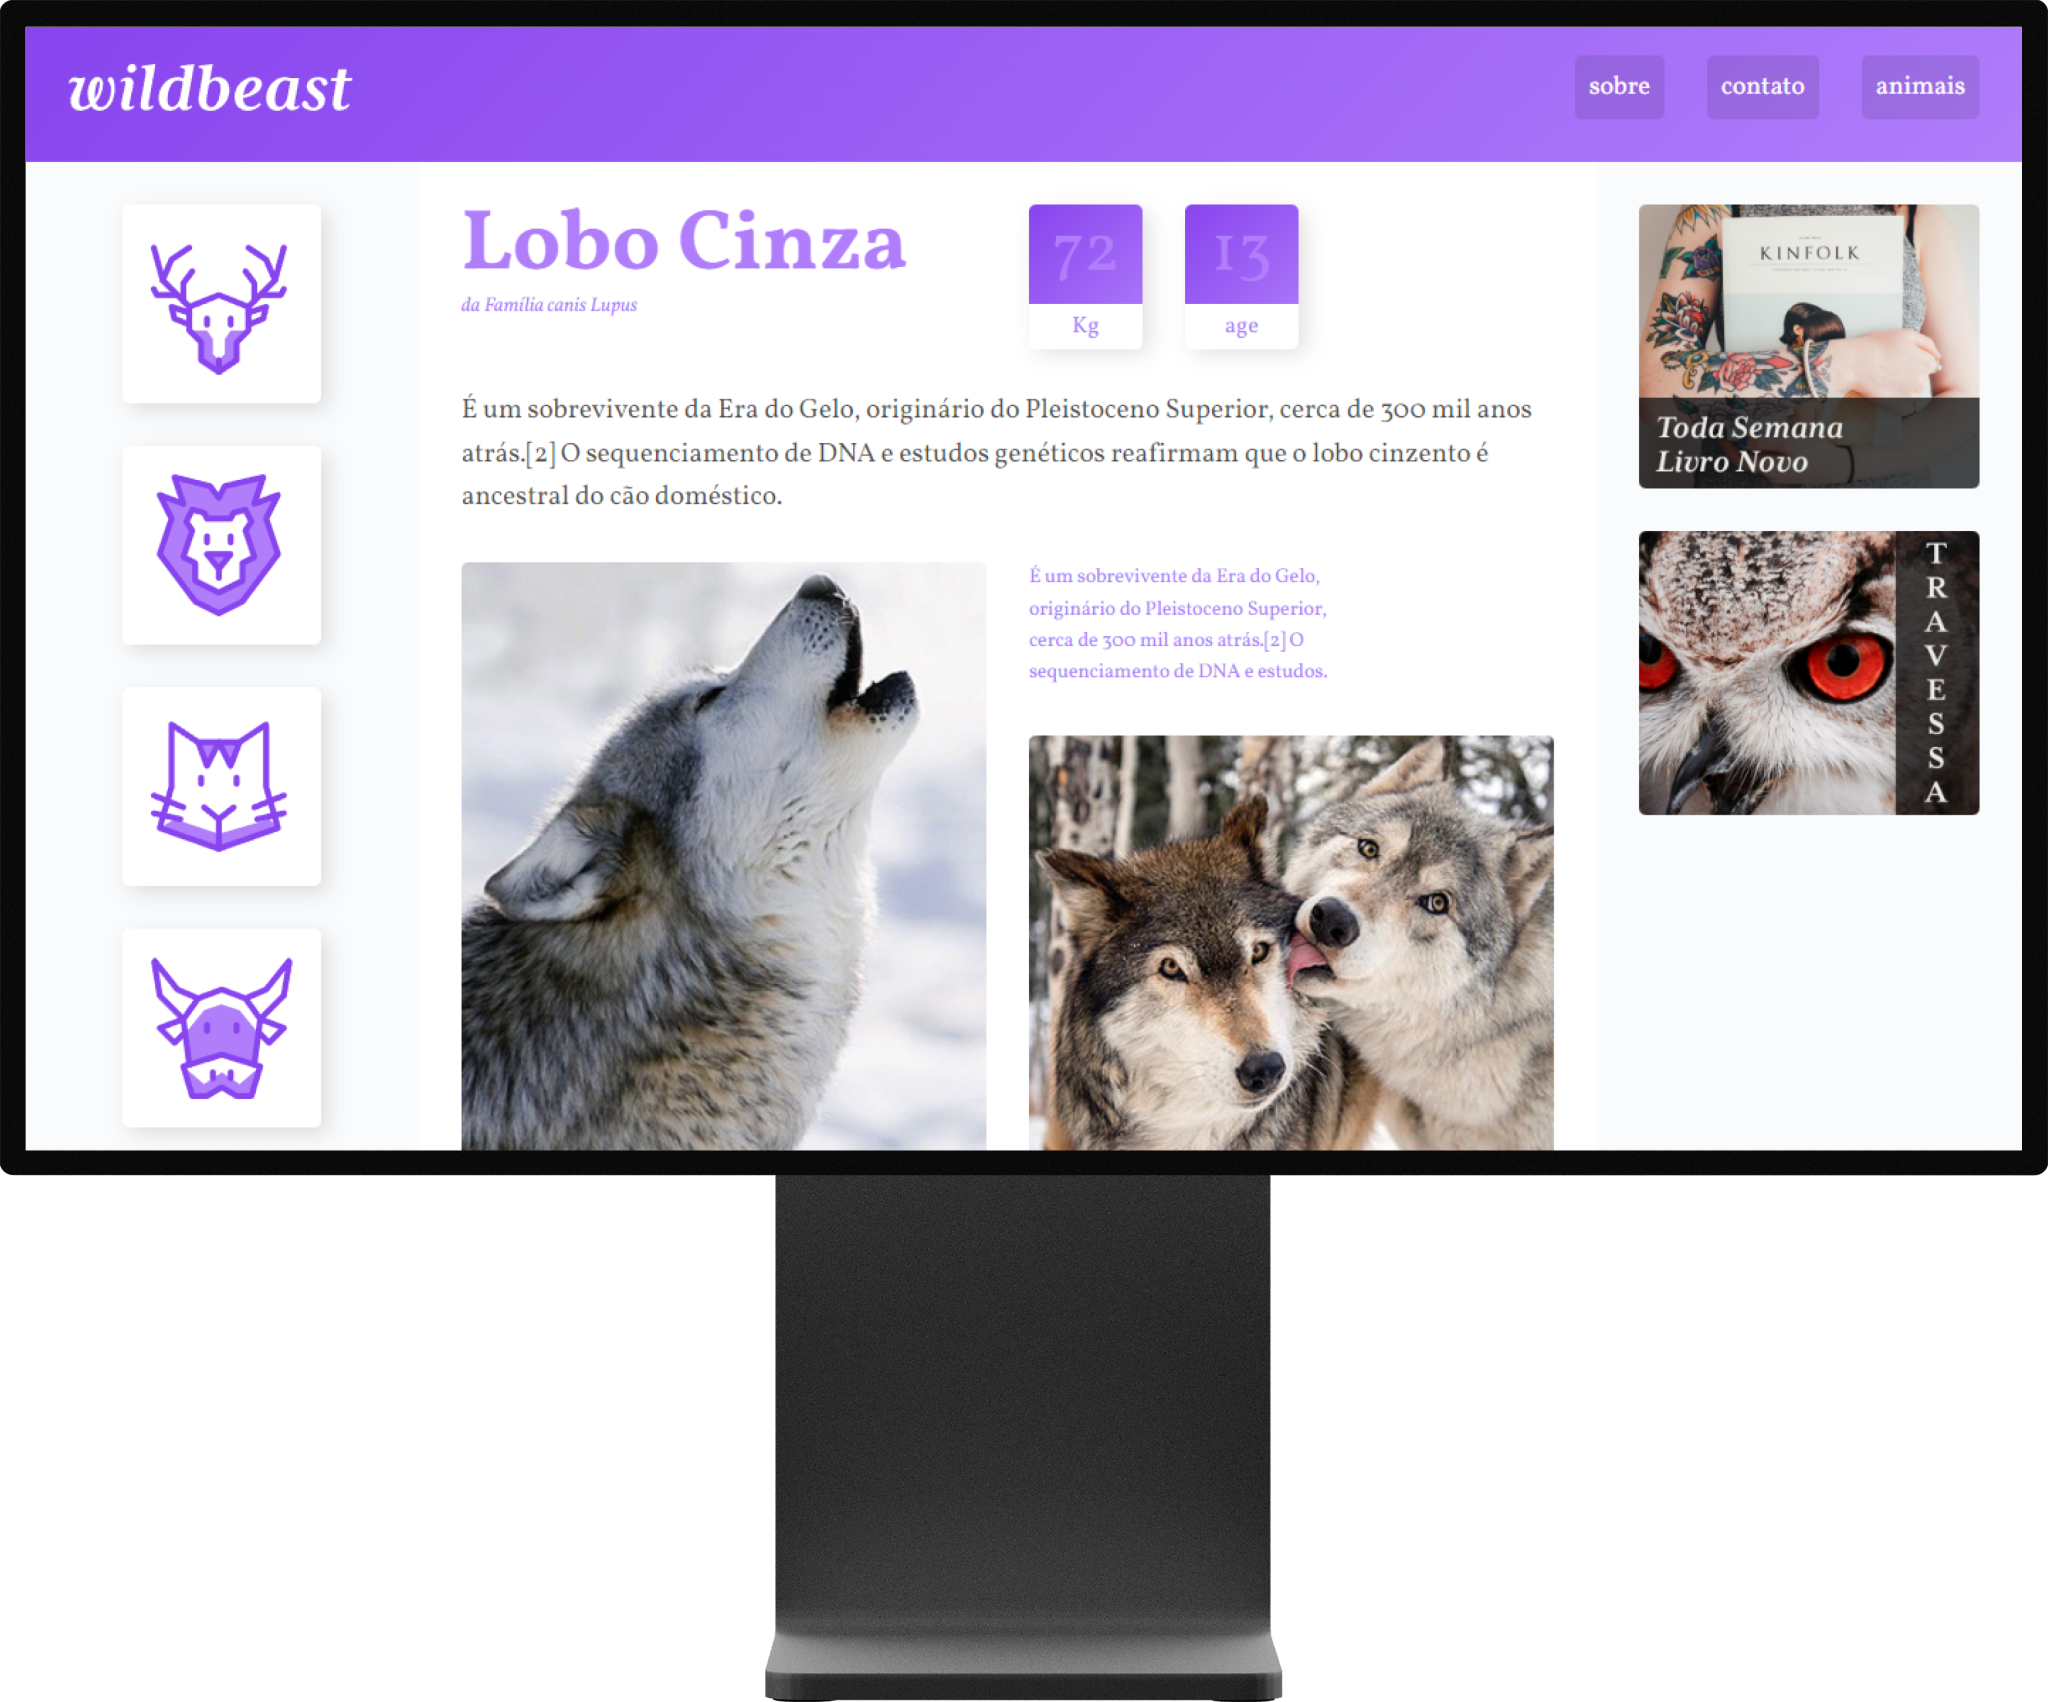 wildbeast
sobre
contato
animais
Lobo Cinza
da Família canis Lupus
72
Kg
13
age
É um sobrevivente da Era do Gelo, originário do Pleistoceno Superior, cerca de 300 mil anos
atrás.[2] O sequenciamento de DNA e estudos genéticos reafirmam que o lobo cinzento é
ancestral do cão doméstico.
É um sobrevivente da Era do Gelo,
originário do Pleistoceno Superior,
cerca de 300 mil anos atrás.[2] O
sequenciamento de DNA e estudos.
KINFOLK
Toda Semana
Livro Novo
TRAVESSA